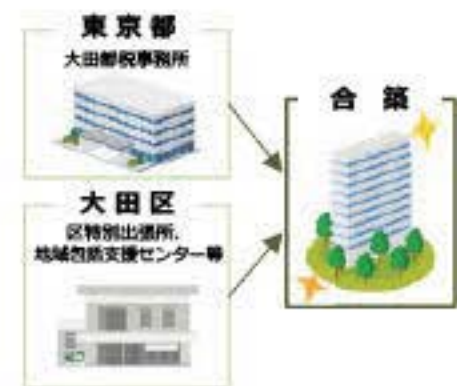 東京都
大田都税事務所
大田区
区特別出張所、
地域包括支援センター等
合築